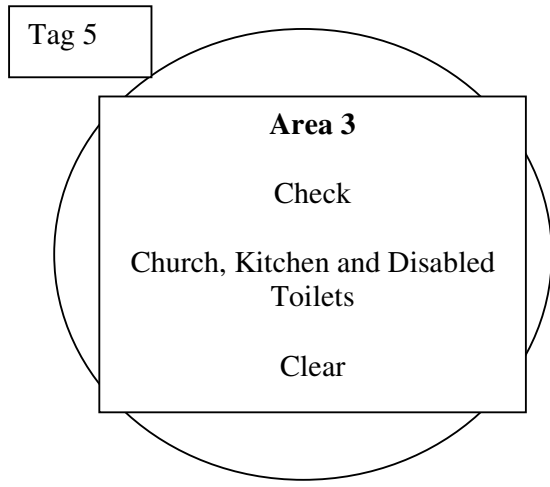 Tag 5
Area 3
Check
Church, Kitchen and Disabled
Toilets
Clear